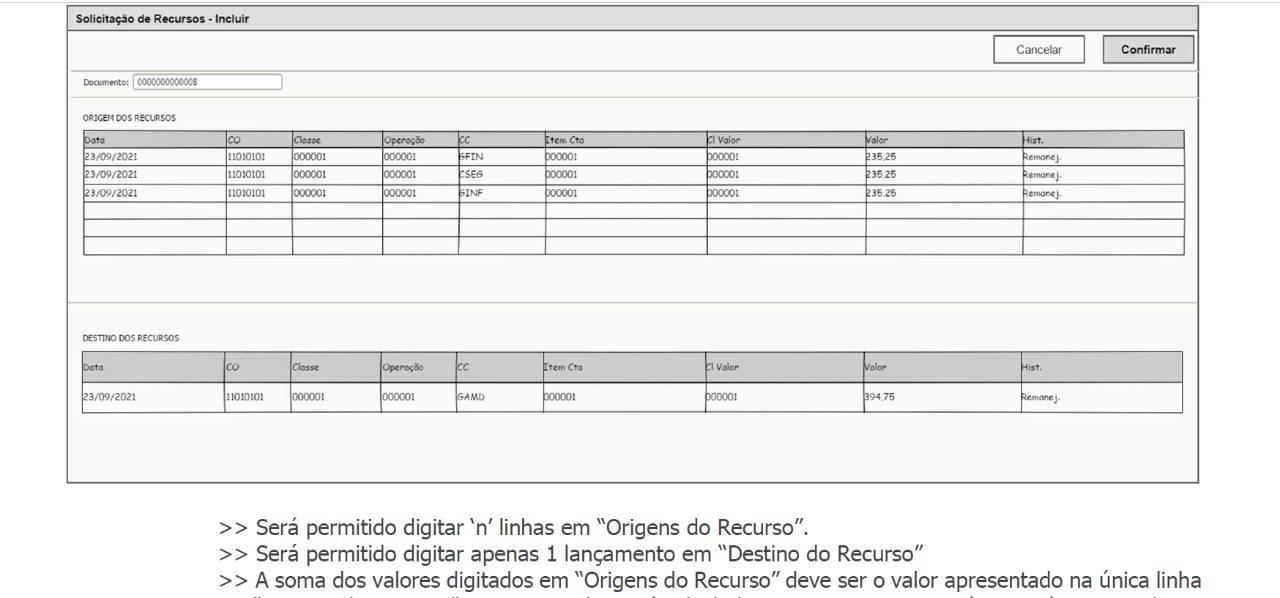 Solicitação de Recursos - Incluir
Cancelar Confirmar
Documento: 000000000000$
ORIGEM DOS RECURSOS
Data CO Classe Operação CC Item Cta Cl Valor Valor Hist.
23/09/2021 11010101 000001 000001 GFIN 000001 000001 235,25 Remanej.
23/09/2021 11010101 000001 000001 CSEG 000001 000001 235,25 Remanej.
23/09/2021 11010101 000001 000001 GINF 000001 000001 235,25 Remanej.
DESTINO DOS RECURSOS
Data CO Classe Operação CC Item Cta Cl Valor Valor Hist.
23/09/2021 11010101 000001 000001 GAMD 000001 000001 394,75 Remanej.
>> Será permitido digitar ‘n’ linhas em “Origens do Recurso”.
>> Será permitido digitar apenas 1 lançamento em “Destino do Recurso”
>> A soma dos valores digitados em “Origens do Recurso” deve ser o valor apresentado na única linha